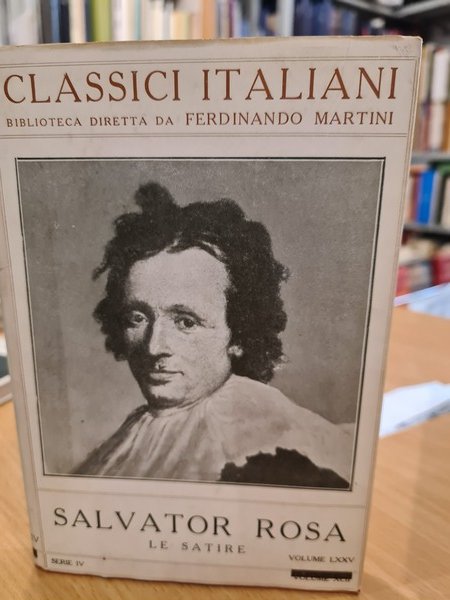 CLASSICI ITALIANI
BIBLIOTECA DIRETTA DA FERDINANDO MARTINI
SALVATOR ROSA
LE SATIRE
SERIE IV
VOLUME LXXV